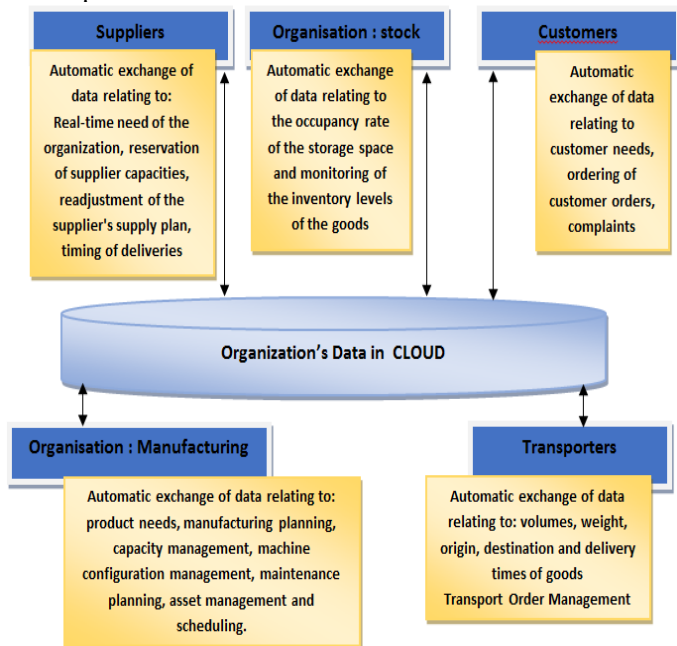 Suppliers
Automatic exchange of
data relating to:
Real-time need of the
organization, reservation
of supplier capacities,
readjustment of the
supplier's supply plan,
timing of deliveries
Organisation : stock
Automatic exchange
of data relating to
the occupancy rate
of the storage space
and monitoring of
the inventory levels
of the goods
Customers
Automatic
exchange of data
relating to
customer needs,
ordering of
customer orders,
complaints
Organization's Data in CLOUD
Organisation : Manufacturing
Automatic exchange of data relating to:
product needs, manufacturing planning,
capacity management, machine
configuration management, maintenance
planning, asset management and
scheduling.
Transporters
Automatic exchange of data
relating to: volumes, weight,
origin, destination and delivery
times of goods
Transport Order Management